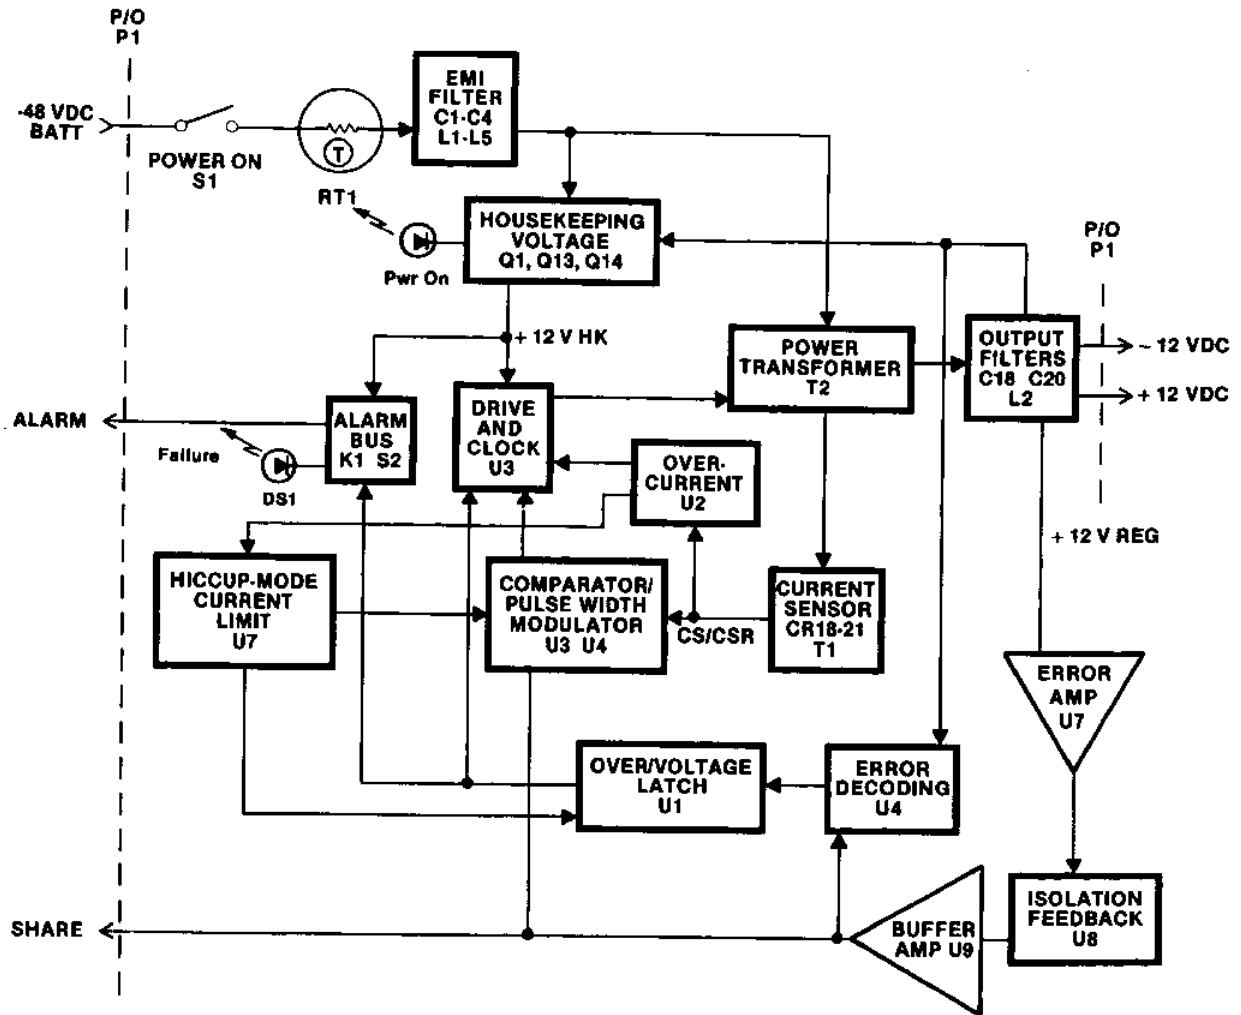 P/O
P1
-48 VDC
BATT
POWER ON
S1
T
RT1
EMI
FILTER
C1-C4
L1-L5
HOUSEKEEPING
VOLTAGE
Q1, Q13, Q14
Pwr On
+ 12 V HK
P/O
P1
POWER
TRANSFORMER
T2
OUTPUT
FILTERS
C18 C20
L2
- 12 VDC
+ 12 VDC
ALARM
Failure
DS1
ALARM
BUS
K1 S2
DRIVE
AND
CLOCK
U3
OVER-
CURRENT
U2
+ 12 V REG
HICCUP-MODE
CURRENT
LIMIT
U7
COMPARATOR/
PULSE WIDTH
MODULATOR
U3 U4
CS/CSR
CURRENT
SENSOR
CR18-21
T1
ERROR
AMP
U7
OVER/VOLTAGE
LATCH
U1
ERROR
DECODING
U4
SHARE
BUFFER
AMP U9
ISOLATION
FEEDBACK
U8